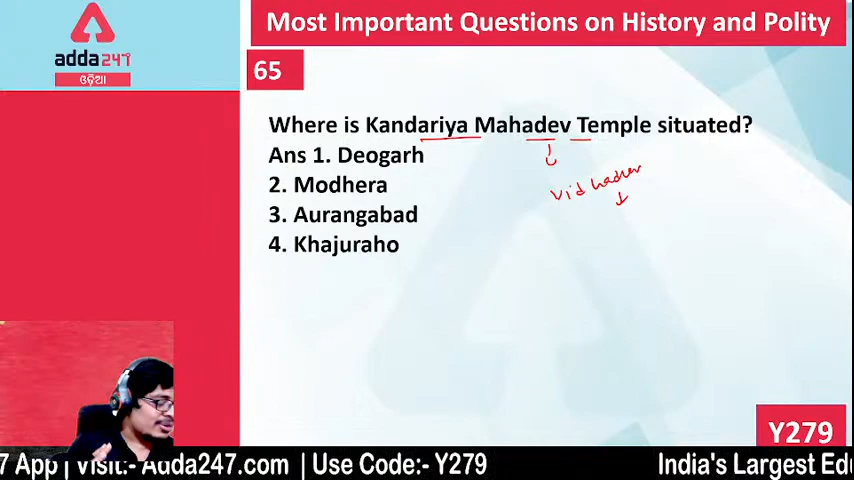 Most Important Questions on History and Polity
adda247
ଓଡ଼ିଆ
65
Where is Kandariya Mahadev Temple situated?
Ans 1. Deogarh
2. Modhera
3. Aurangabad
4. Khajuraho
Y279
7 App | Visit:- Adda247.com | Use Code:- Y279
India's Largest Edu